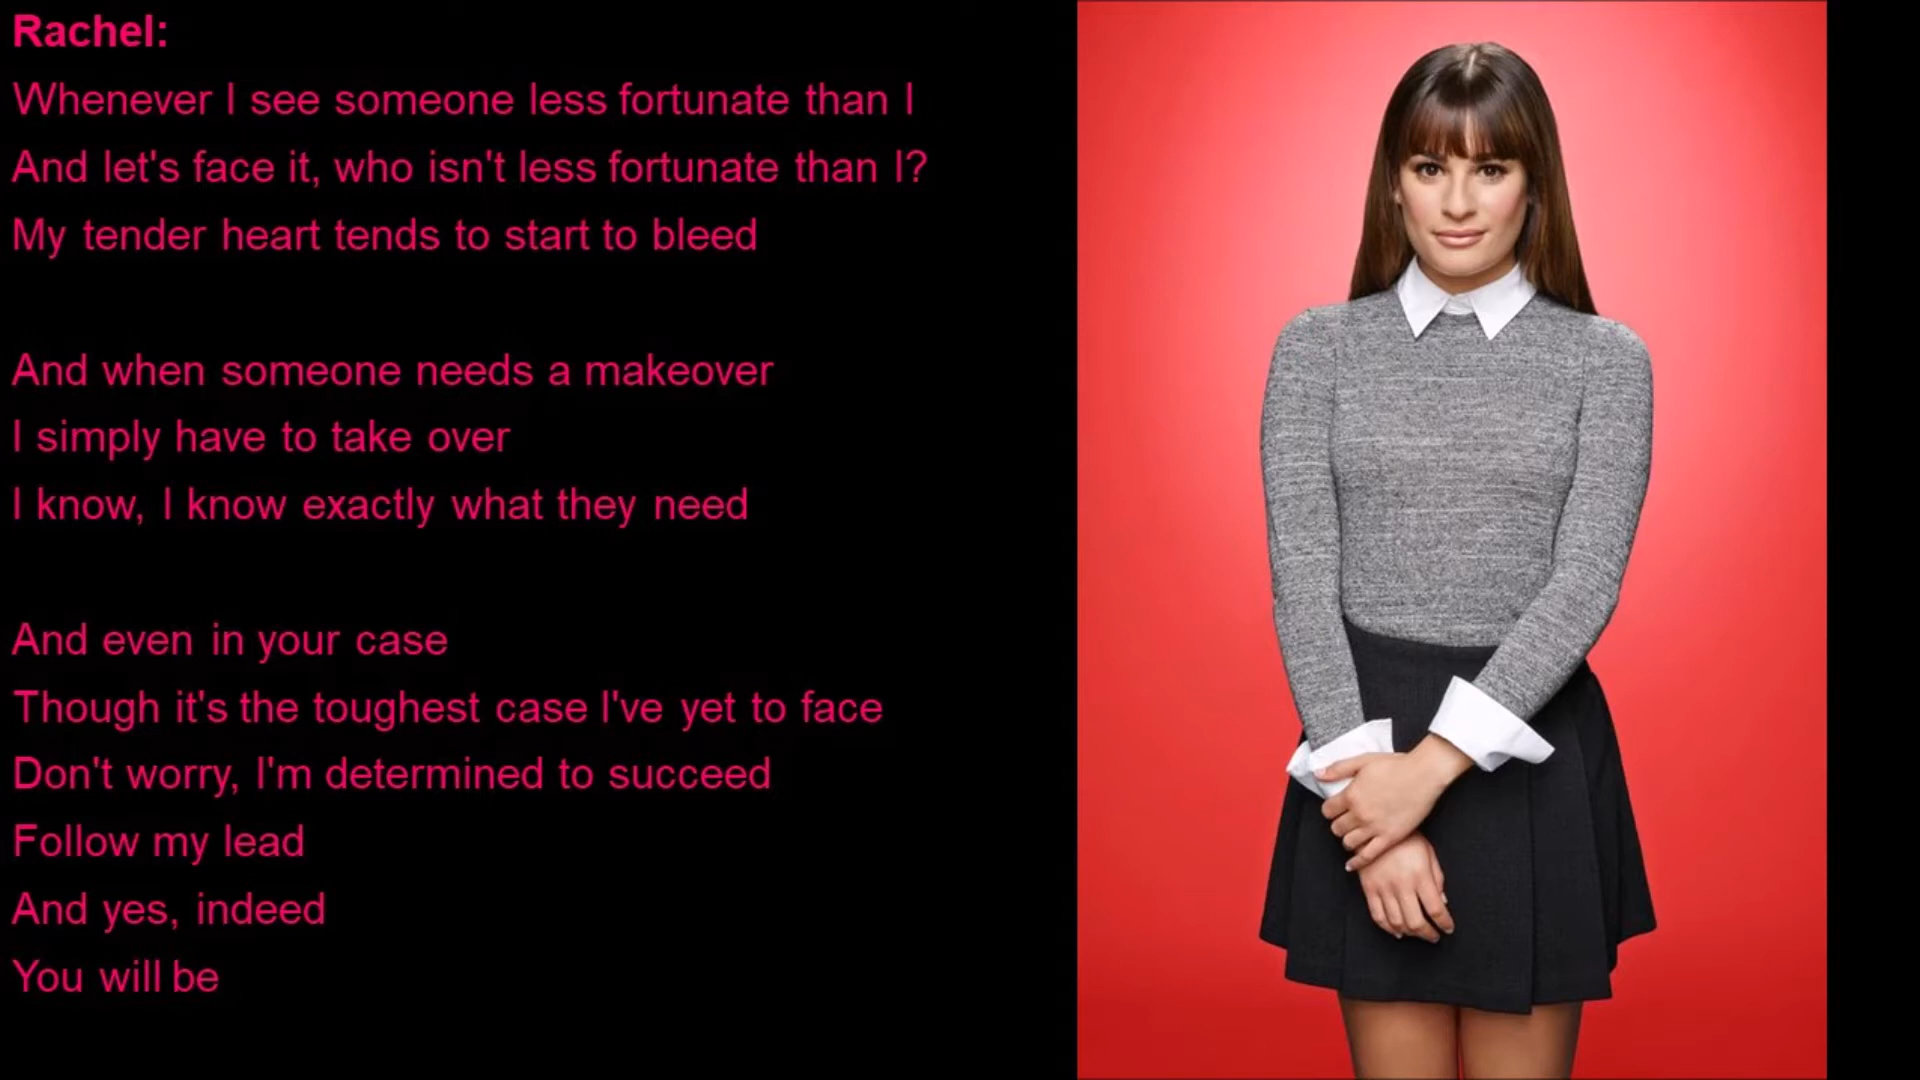 Rachel:
Whenever I see someone less fortunate than I
And let's face it, who isn't less fortunate than I?
My tender heart tends to start to bleed
And when someone needs a makeover
I simply have to take over
I know, I know exactly what they need
And even in your case
Though it's the toughest case I've yet to face
Don't worry, I'm determined to succeed
Follow my lead
And yes, indeed
You will be